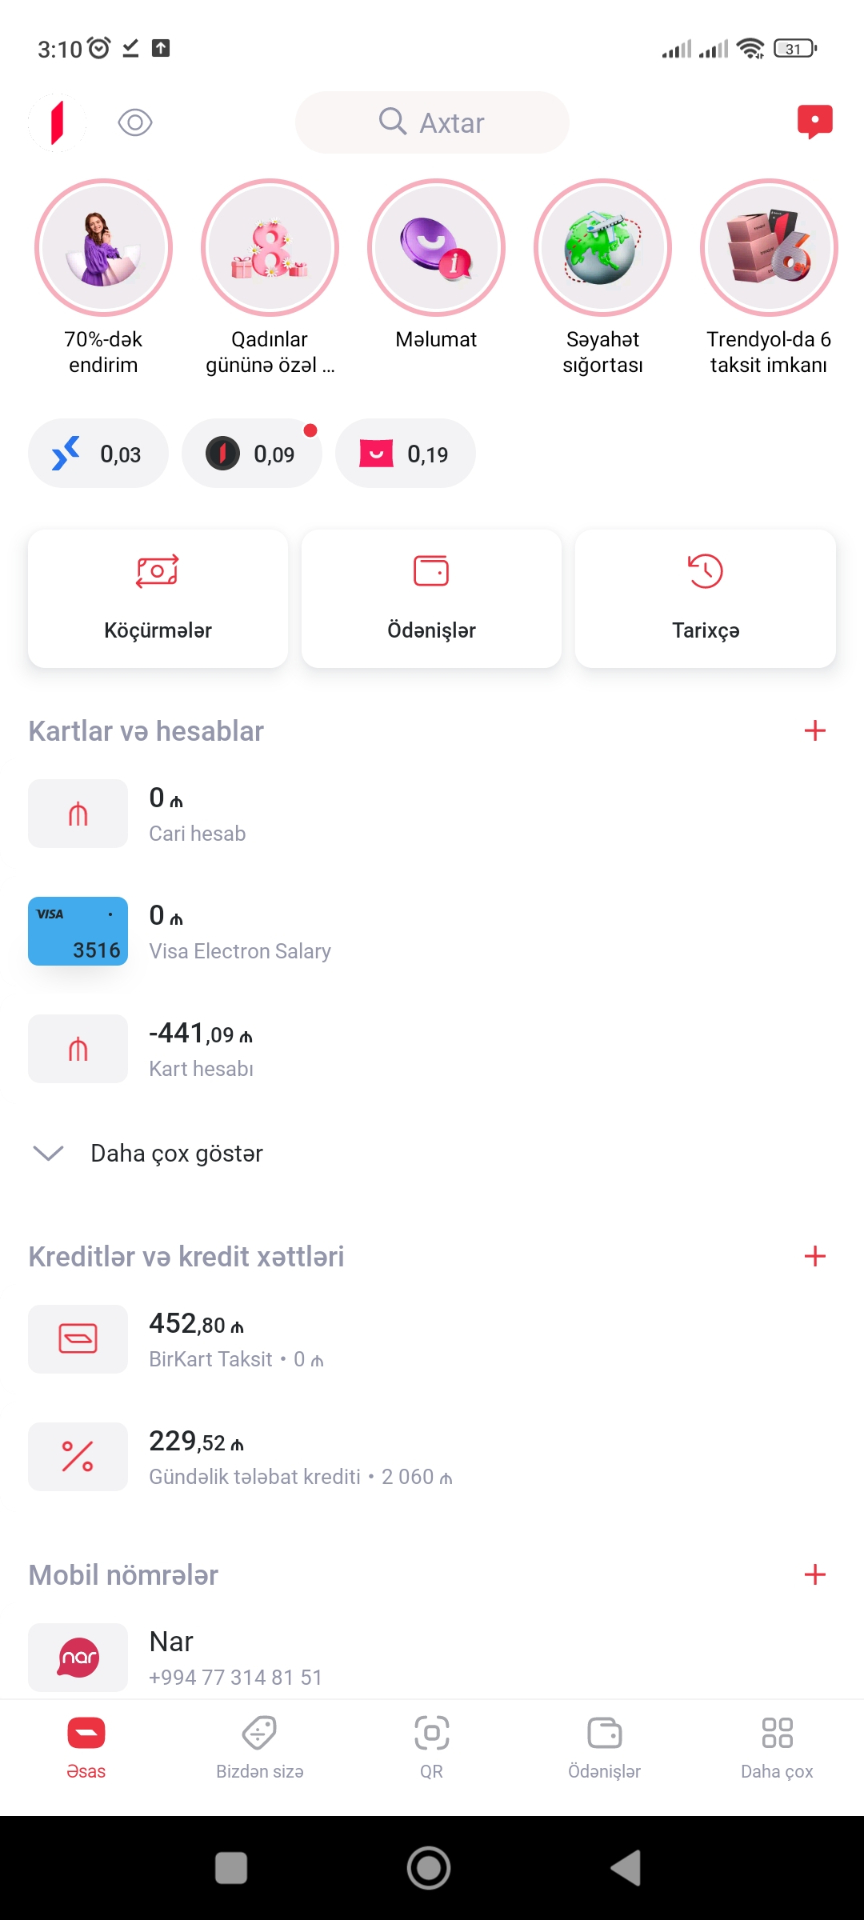 3:10
31
Axtar
70%-dək
endirim
Qadınlar
gününə özəl ...
Məlumat
Səyahət
sığortası
Trendyol-da 6
taksit imkanı
0,03
0,09
0,19
Köçürmələr
Ödənişlər
Tarixçə
Kartlar və hesablar
0 ₼
Cari hesab
VISA
3516
0 ₼
Visa Electron Salary
-441,09 ₼
Kart hesabı
Daha çox göstər
Kreditlər və kredit xəttləri
452,80 ₼
BirKart Taksit • 0 ₼
229,52 ₼
Gündəlik tələbat krediti • 2 060 ₼
Mobil nömrələr
nar
Nar
+994 77 314 81 51
Əsas
Bizdən sizə
QR
Ödənişlər
Daha çox